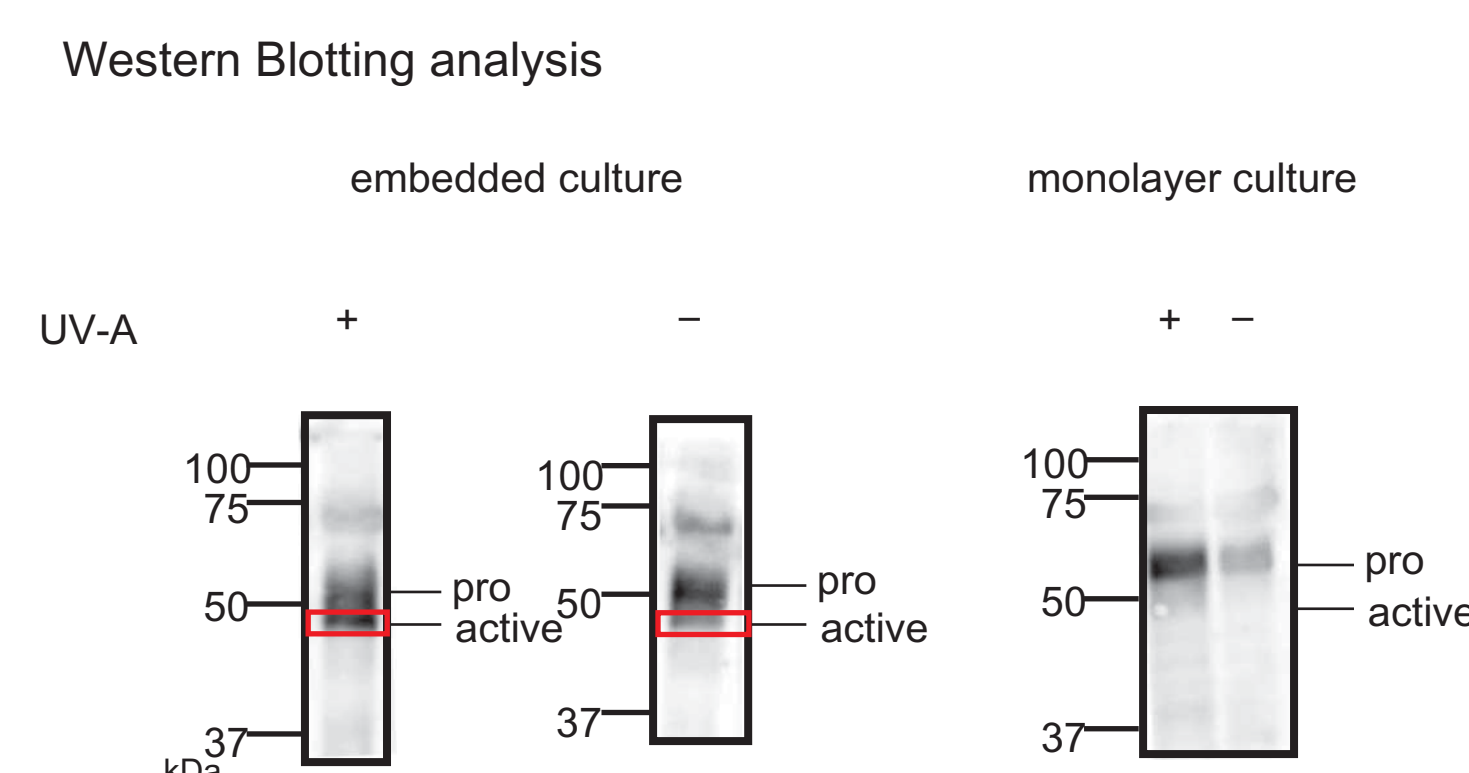 Western Blotting analysis
embedded culture
monolayer culture
UV-A
+
–
+ –
100
75
50
37
kDa
pro
active
100
75
50
37
pro
active
100
75
50
37
pro
active